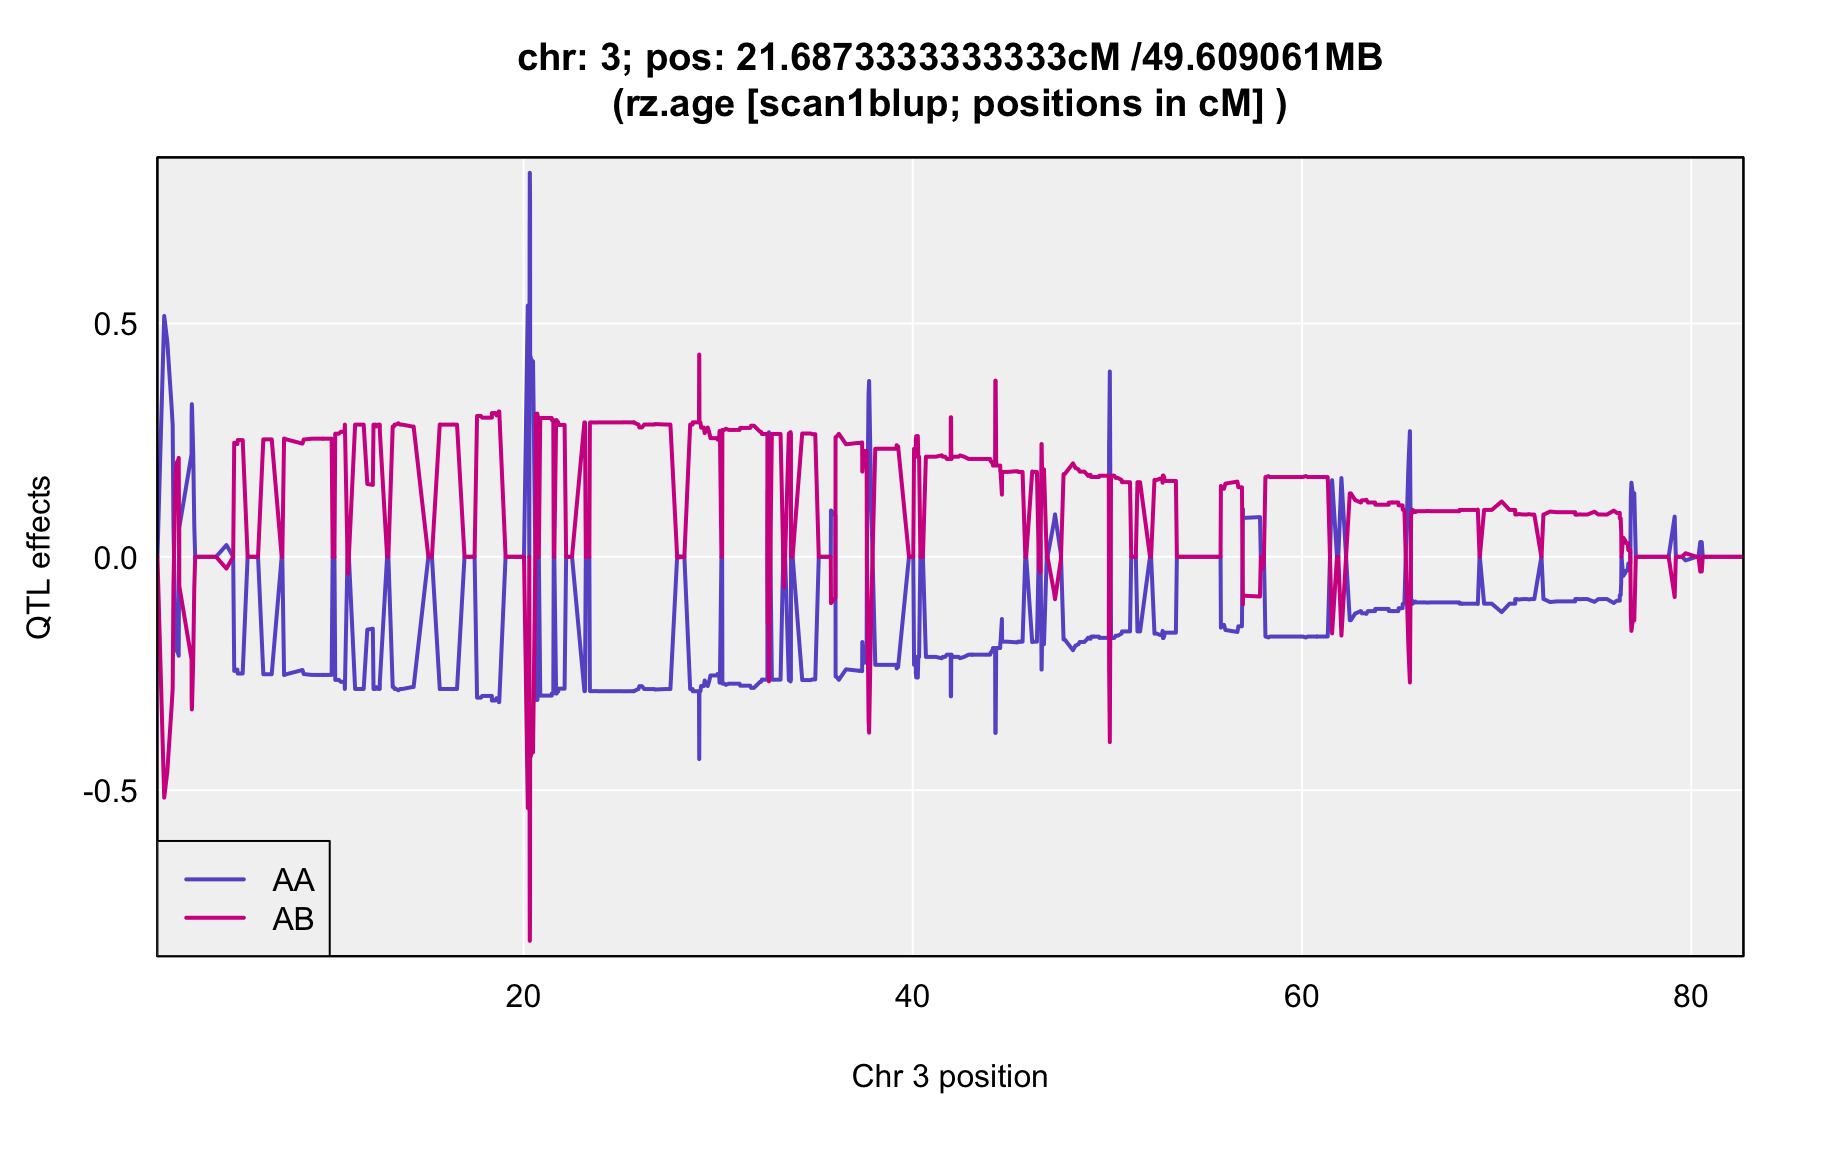 chr: 3; pos: 21.6873333333333cM /49.609061MB
(rz.age [scan1blup; positions in cM] )
QTL effects
0.5
0.0
-0.5
AA
AB
20
40
60
80
Chr 3 position